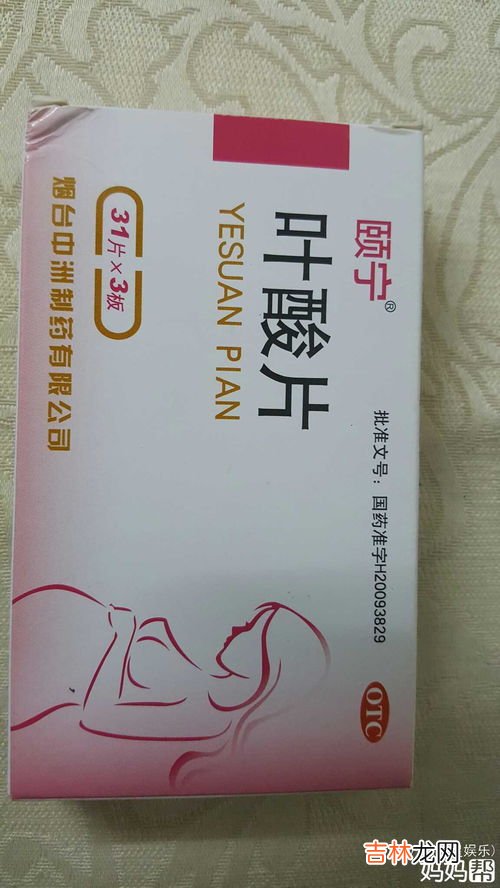 颐宁®
叶酸片
YESUAN PIAN
31片×3板
烟台中洲制药有限公司
批准文号：国药准字H20093829
OTC
娱乐)
吉林龙网
妈妈帮